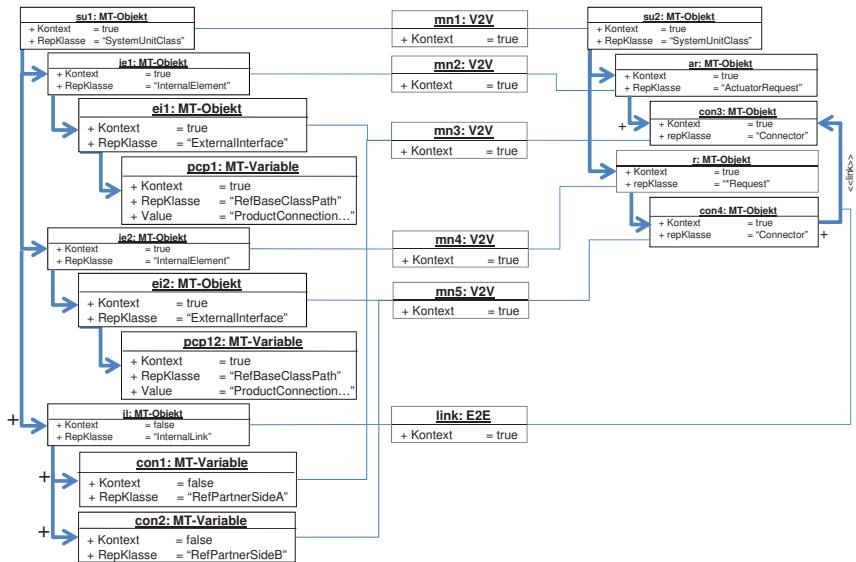 su1: MT-Objekt
+ Kontext = true
+ RepKlasse = “SystemUnitClass”
ie1: MT-Objekt
+ Kontext = true
+ RepKlasse = “InternalElement”
ei1: MT-Objekt
+ Kontext = true
+ RepKlasse = “ExternalInterface”
pcp1: MT-Variable
+ Kontext = true
+ RepKlasse = “RefBaseClassPath”
+ Value = “ProductConnection…”
ie2: MT-Objekt
+ Kontext = true
+ RepKlasse = “InternalElement”
ei2: MT-Objekt
+ Kontext = true
+ RepKlasse = “ExternalInterface”
pcp12: MT-Variable
+ Kontext = true
+ RepKlasse = “RefBaseClassPath”
+ Value = “ProductConnection…”
+
il: MT-Objekt
+ Kontext = false
+ RepKlasse = “InternalLink”
+
con1: MT-Variable
+ Kontext = false
+ RepKlasse = “RefPartnerSideA”
+
con2: MT-Variable
+ Kontext = false
+ RepKlasse = “RefPartnerSideB”
mn1: V2V
+ Kontext = true
mn2: V2V
+ Kontext = true
mn3: V2V
+ Kontext = true
mn4: V2V
+ Kontext = true
mn5: V2V
+ Kontext = true
link: E2E
+ Kontext = true
su2: MT-Objekt
+ Kontext = true
+ RepKlasse = “SystemUnitClass”
ar: MT-Objekt
+ Kontext = true
+ RepKlasse = “ActuatorRequest”
+
con3: MT-Objekt
+ Kontext = true
+ repKlasse = “Connector”
+
r: MT-Objekt
+ Kontext = true
+ repKlasse = “*Request”
<<link>>
con4: MT-Objekt
+ Kontext = true
+ repKlasse = “Connector”
+